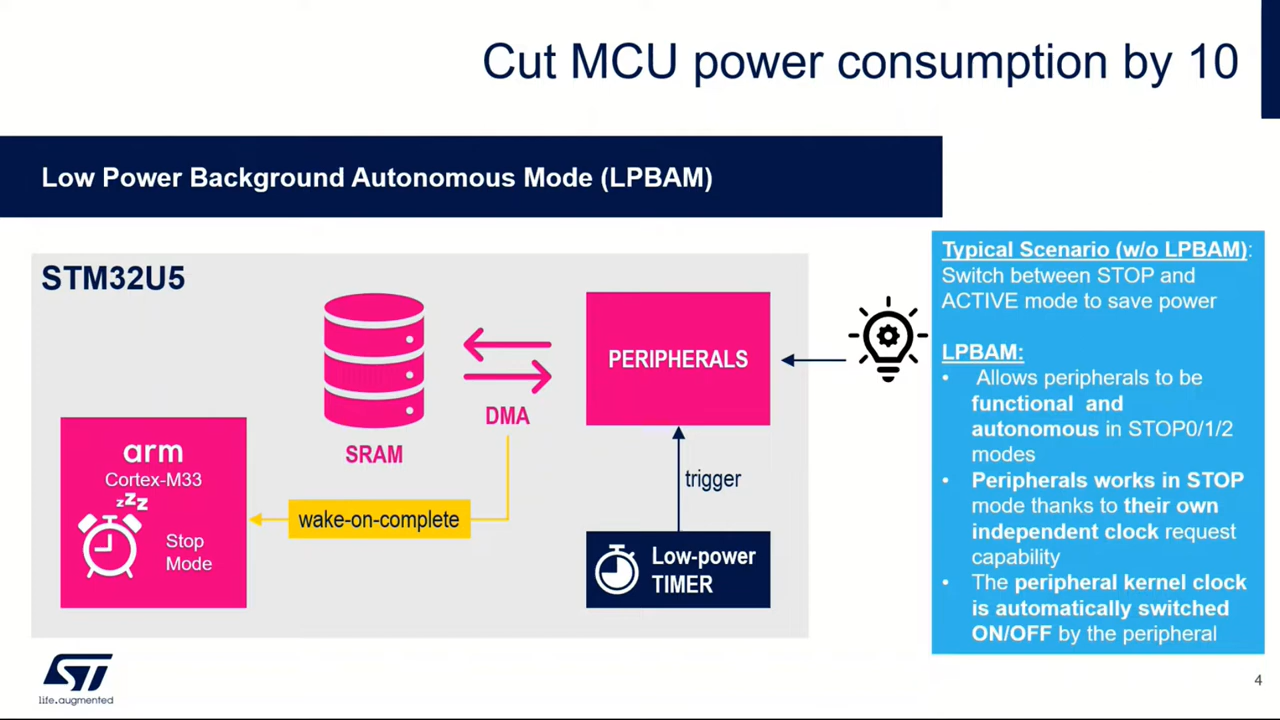 Cut MCU power consumption by 10
Low Power Background Autonomous Mode (LPBAM)
STM32U5
arm
Cortex-M33
zzZZ
Stop
Mode
SRAM
DMA
wake-on-complete
PERIPHERALS
trigger
Low-power
TIMER
Typical Scenario (w/o LPBAM):
Switch between STOP and
ACTIVE mode to save power
LPBAM:
• Allows peripherals to be
functional and
autonomous in STOP0/1/2
modes
• Peripherals works in STOP
mode thanks to their own
independent clock request
capability
• The peripheral kernel clock
is automatically switched
ON/OFF by the peripheral
ST
life.augmented
4